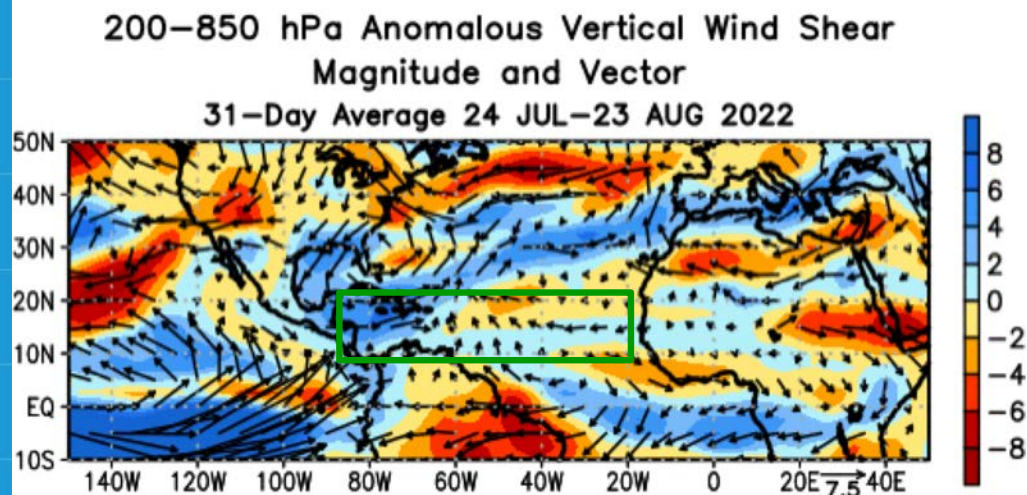 200−850 hPa Anomalous Vertical Wind Shear
Magnitude and Vector
31−Day Average 24 JUL−23 AUG 2022
50N
40N
30N
20N
10N
EQ
10S
140W 120W 100W 80W 60W 40W 20W 0 20E 40E
7.5
8
6
4
2
0
−2
−4
−6
−8